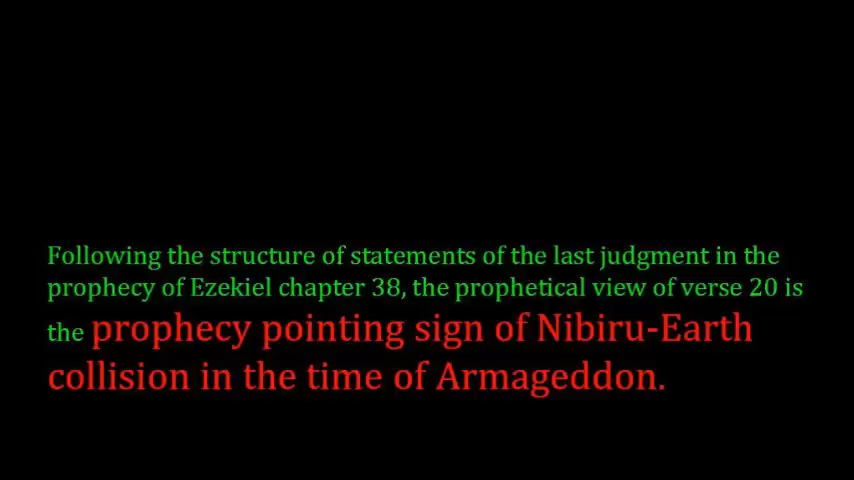 Following the structure of statements of the last judgment in the
prophecy of Ezekiel chapter 38, the prophetical view of verse 20 is
the prophecy pointing sign of Nibiru-Earth
collision in the time of Armageddon.